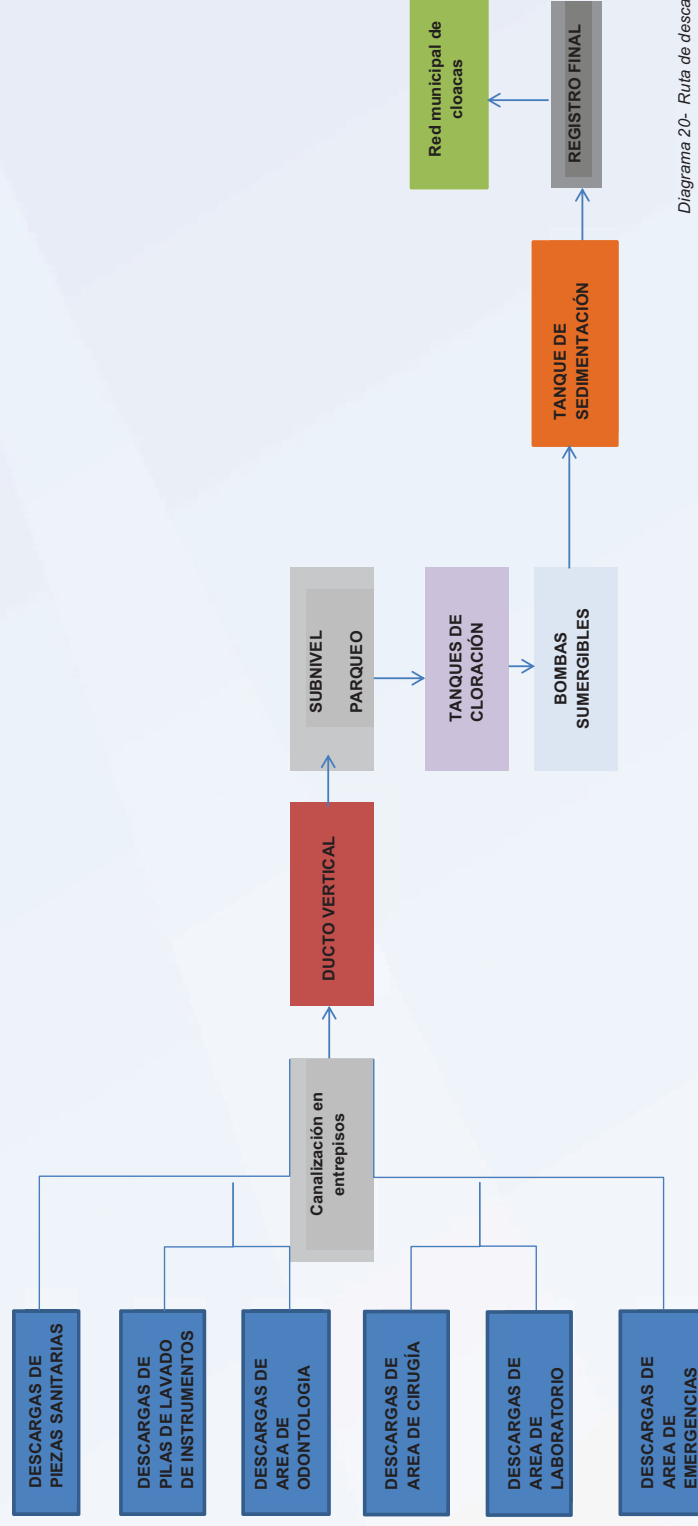 DESCARGAS DE
PIEZAS SANITARIAS
DESCARGAS DE
PILAS DE LAVADO
DE INSTRUMENTOS
DESCARGAS DE
AREA DE
ODONTOLOGIA
DESCARGAS DE
AREA DE CIRUGÍA
DESCARGAS DE
AREA DE
LABORATORIO
DESCARGAS DE
AREA DE
EMERGENCIAS
Canalización en
entrepisos
DUCTO VERTICAL
SUBNIVEL
PARQUEO
TANQUES DE
CLORACIÓN
BOMBAS
SUMERGIBLES
TANQUE DE
SEDIMENTACIÓN
REGISTRO FINAL
Red municipal de
cloacas
Diagrama 20- Ruta de desca